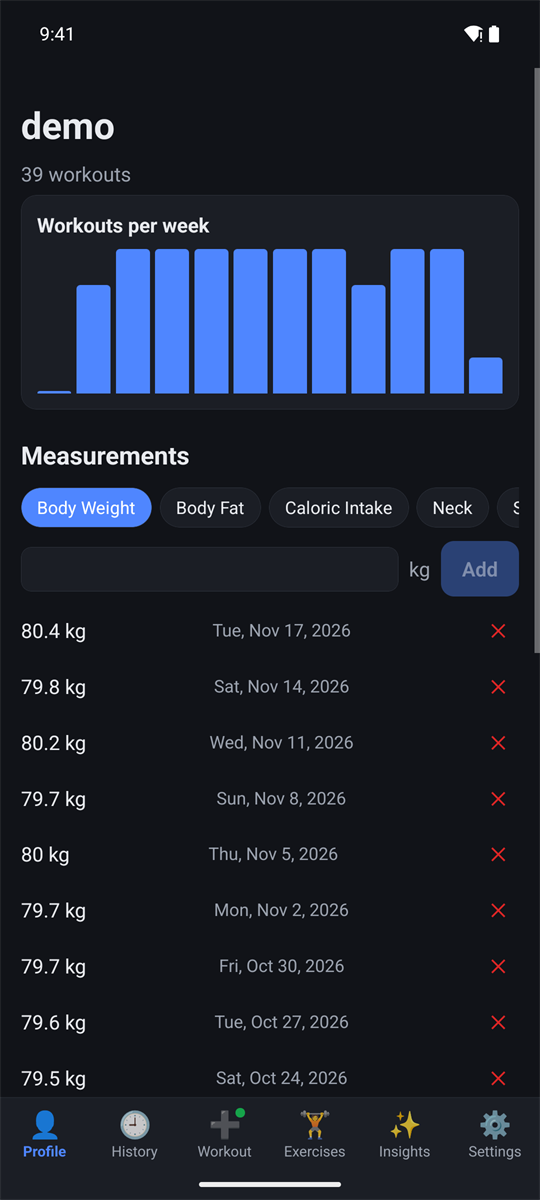 9:41
demo
39 workouts
Workouts per week
Measurements
Body Weight Body Fat Caloric Intake Neck
kg Add
80.4 kg Tue, Nov 17, 2026
79.8 kg Sat, Nov 14, 2026
80.2 kg Wed, Nov 11, 2026
79.7 kg Sun, Nov 8, 2026
80 kg Thu, Nov 5, 2026
79.7 kg Mon, Nov 2, 2026
79.7 kg Fri, Oct 30, 2026
79.6 kg Tue, Oct 27, 2026
79.5 kg Sat, Oct 24, 2026
Profile History Workout Exercises Insights Settings